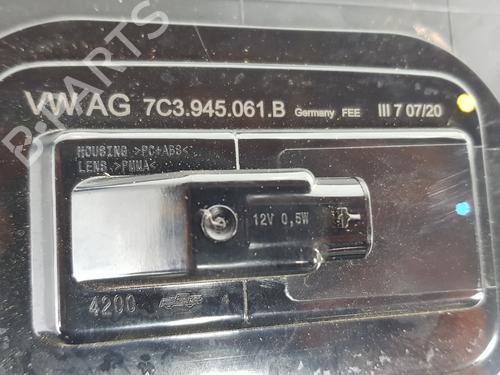 VW AG 7C3.945.061.B Germany FEE III 7 07/20
HOUSING >PC+ABS<
LENS >PMMA<
12V 0,5W
4200 1
B-PARTS